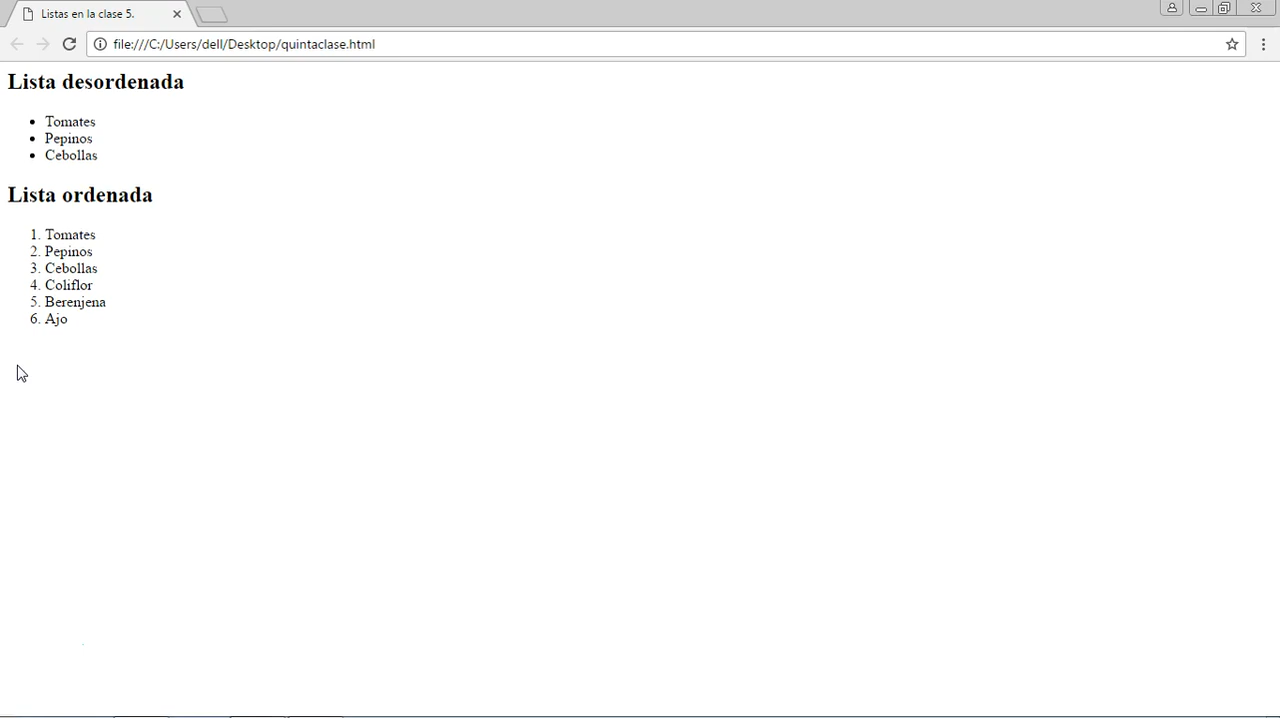 Listas en la clase 5.
file:///C:/Users/dell/Desktop/quintaclase.html
Lista desordenada
• Tomates
• Pepinos
• Cebollas
Lista ordenada
1. Tomates
2. Pepinos
3. Cebollas
4. Coliflor
5. Berenjena
6. Ajo